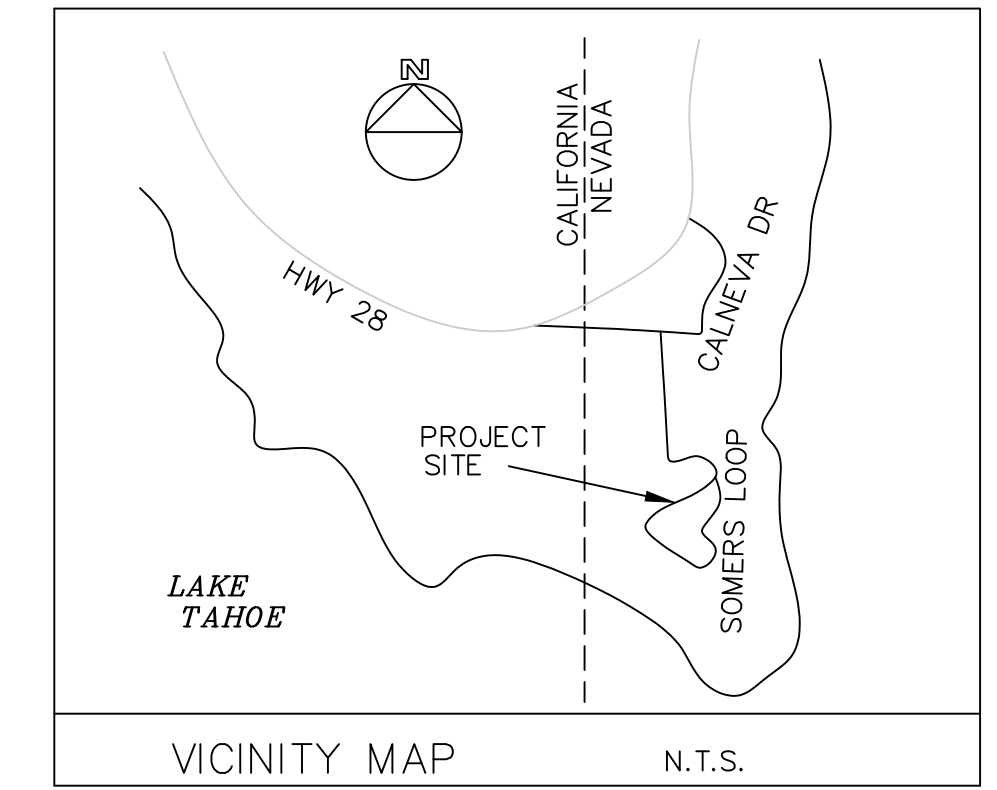 N
CALIFORNIA
NEVADA
CALNEVA DR
HWY 28
PROJECT
SITE
SOMERS LOOP
LAKE
TAHOE
VICINITY MAP
N.T.S.